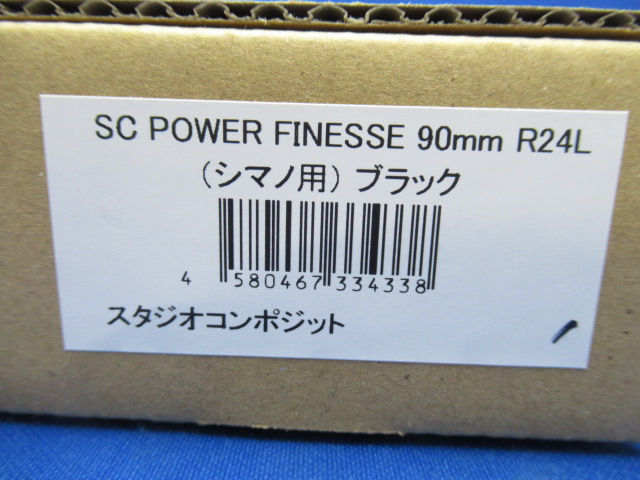 SC POWER FINESSE 90mm R24L
(シマノ用) ブラック
4 580467 334338
スタジオコンポジット